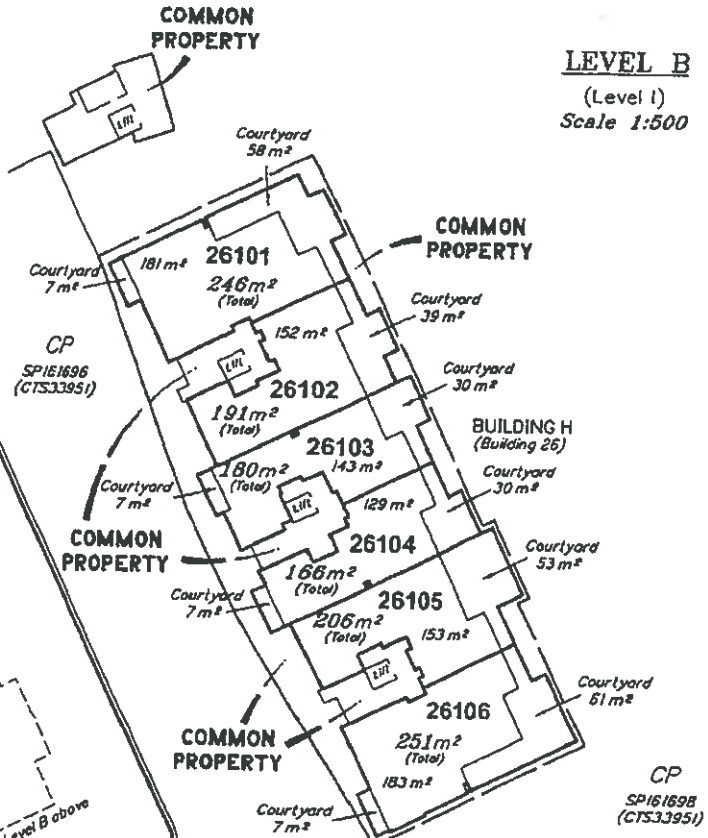 COMMON
PROPERTY
LEVEL B
(Level 1)
Scale 1:500
Lift
Courtyard
58 m²
COMMON
PROPERTY
26101
181 m²
246m²
(Total)
Courtyard
7 m²
Courtyard
39 m²
152 m²
CP
SP161696
(CTS33951)
Lift
26102
Courtyard
30 m²
191m²
(Total)
BUILDING H
(Building 26)
26103
143 m²
180m²
(Total)
Courtyard
7 m²
Courtyard
30 m²
Lift
129 m²
COMMON
PROPERTY
26104
Courtyard
53 m²
166m²
(Total)
Courtyard
7 m²
26105
206m²
(Total)
153 m²
Lift
Courtyard
61 m²
26106
COMMON
PROPERTY
251m²
(Total)
183 m²
CP
SP161698
(CTS33951)
Level B above
Courtyard
7 m²